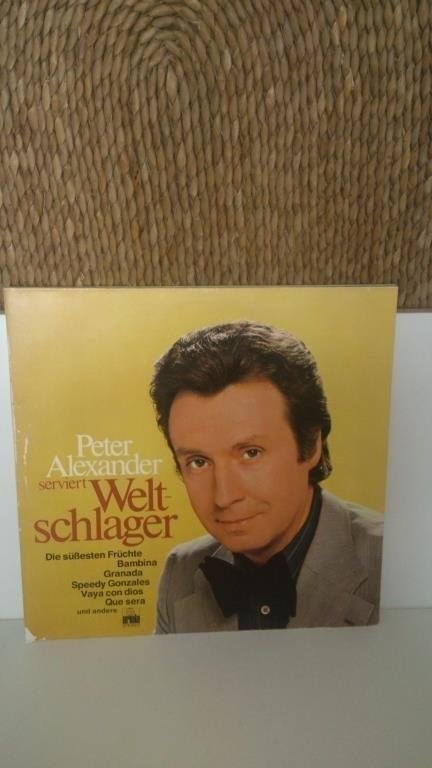 Peter
Alexander
serviert Welt-
schlager
Die süßesten Früchte
Bambina
Granada
Speedy Gonzales
Vaya con dios
Que sera
und andere
ariola